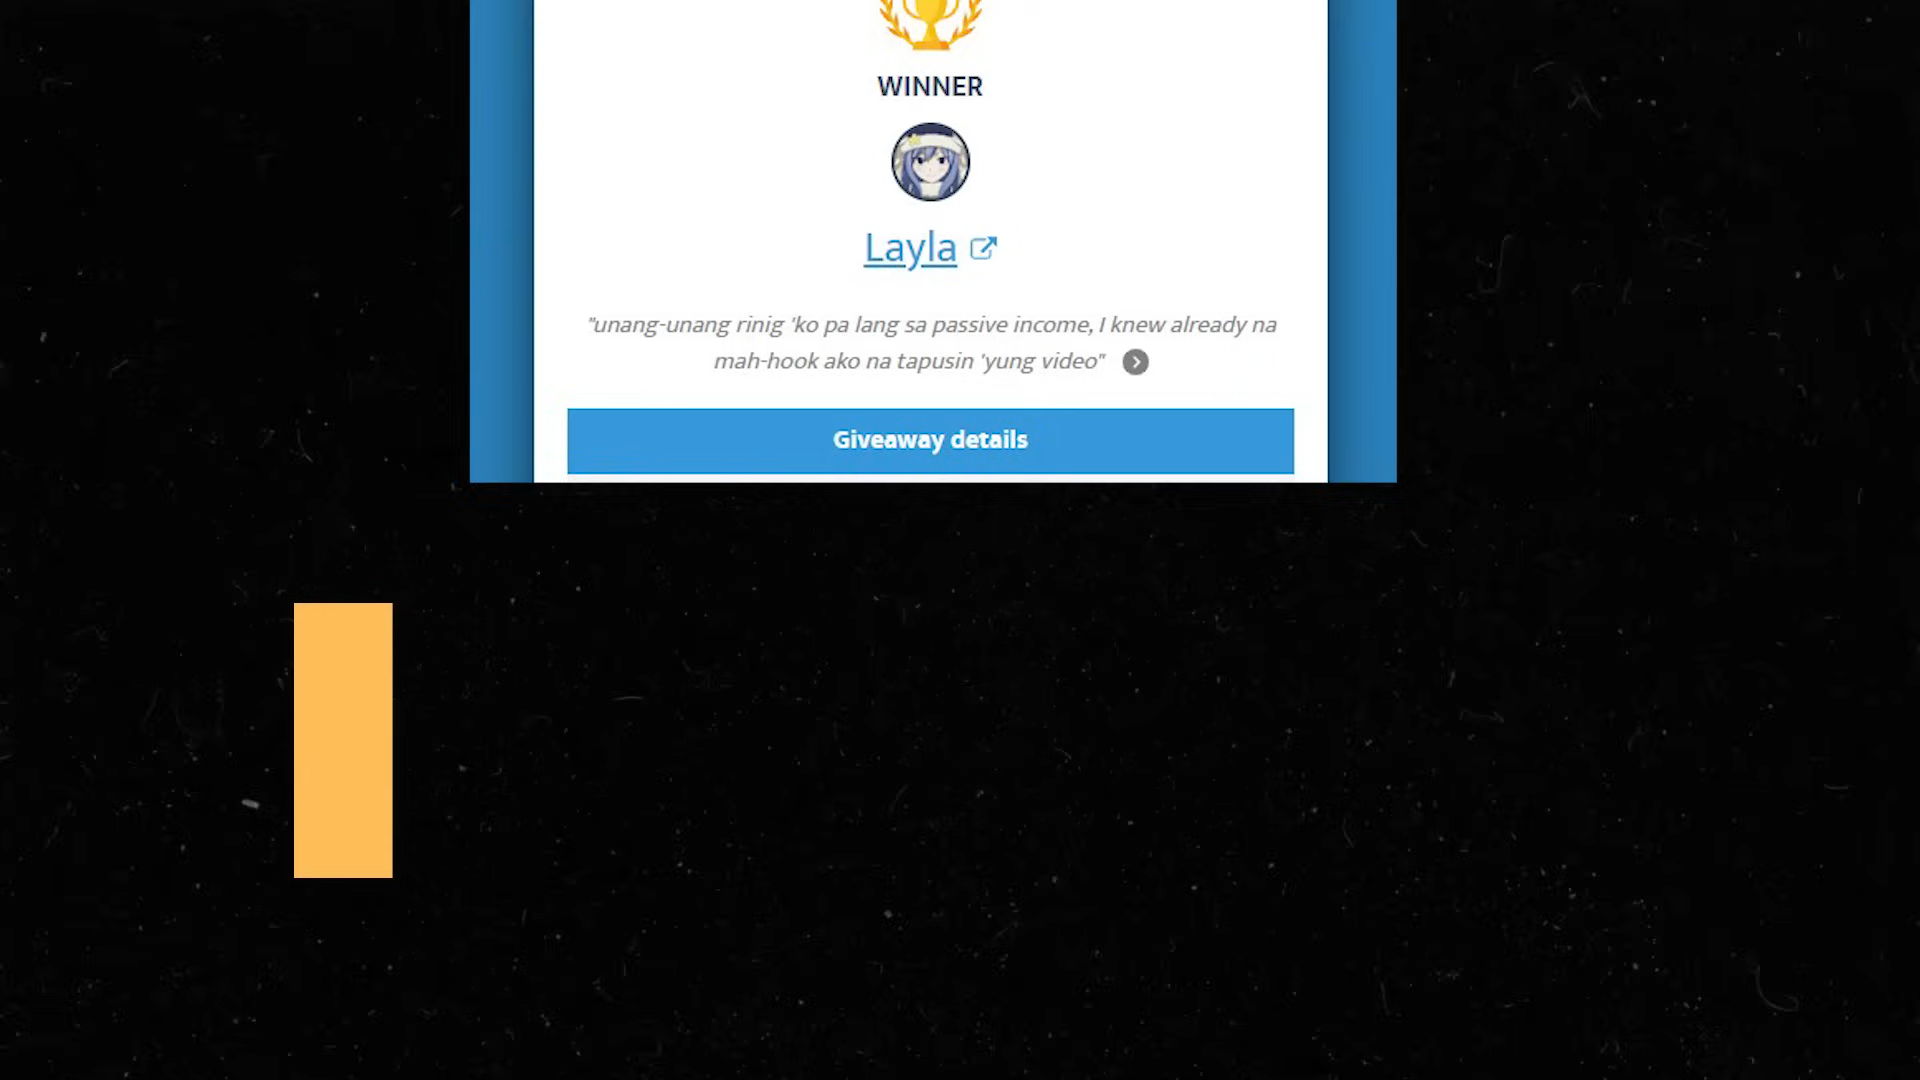 WINNER
Layla
"unang-unang rinig 'ko pa lang sa passive income, I knew already na
mah-hook ako na tapusin 'yung video"
Giveaway details